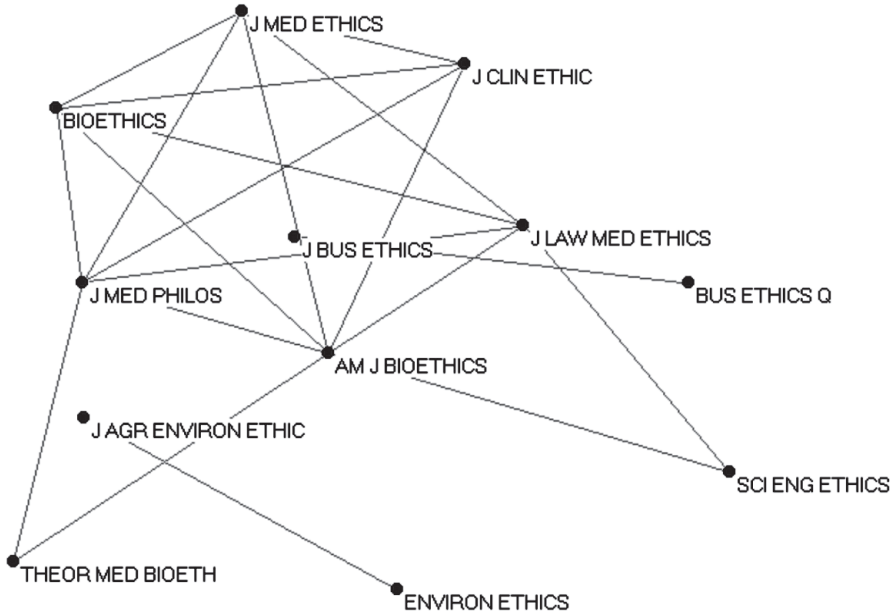 J MED ETHICS
J CLIN ETHIC
BIOETHICS
J LAW MED ETHICS
J BUS ETHICS
J MED PHILOS
BUS ETHICS Q
AM J BIOETHICS
J AGR ENVIRON ETHIC
SCI ENG ETHICS
THEOR MED BIOETH
ENVIRON ETHICS